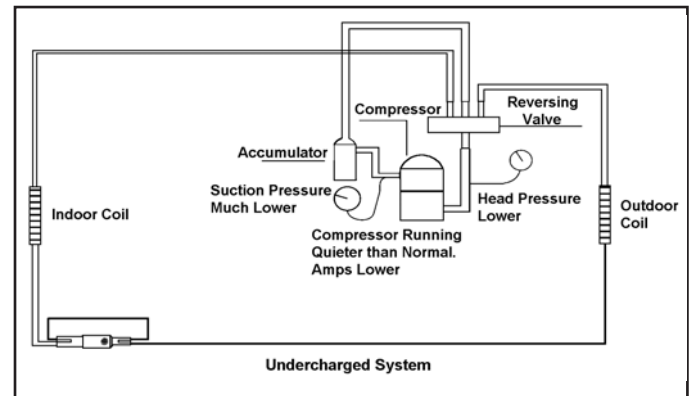 Compressor
Reversing
Valve
Accumulator
Suction Pressure
Much Lower
Head Pressure
Lower
Indoor Coil
Outdoor
Coil
Compressor Running
Quieter than Normal.
Amps Lower
Undercharged System